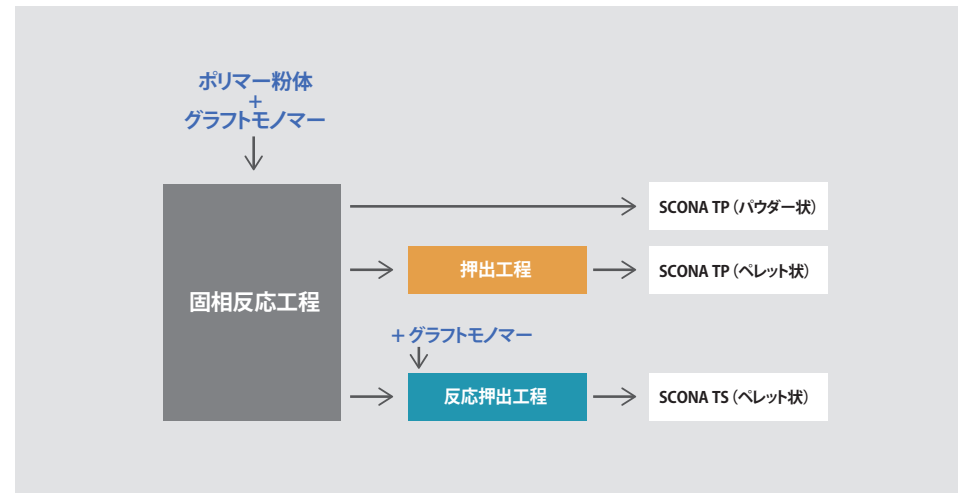 ポリマー粉体
+
グラフトモノマー
SCONA TP（パウダー状）
押出工程
SCONA TP（ペレット状）
固相反応工程
+ グラフトモノマー
反応押出工程
SCONA TS（ペレット状）